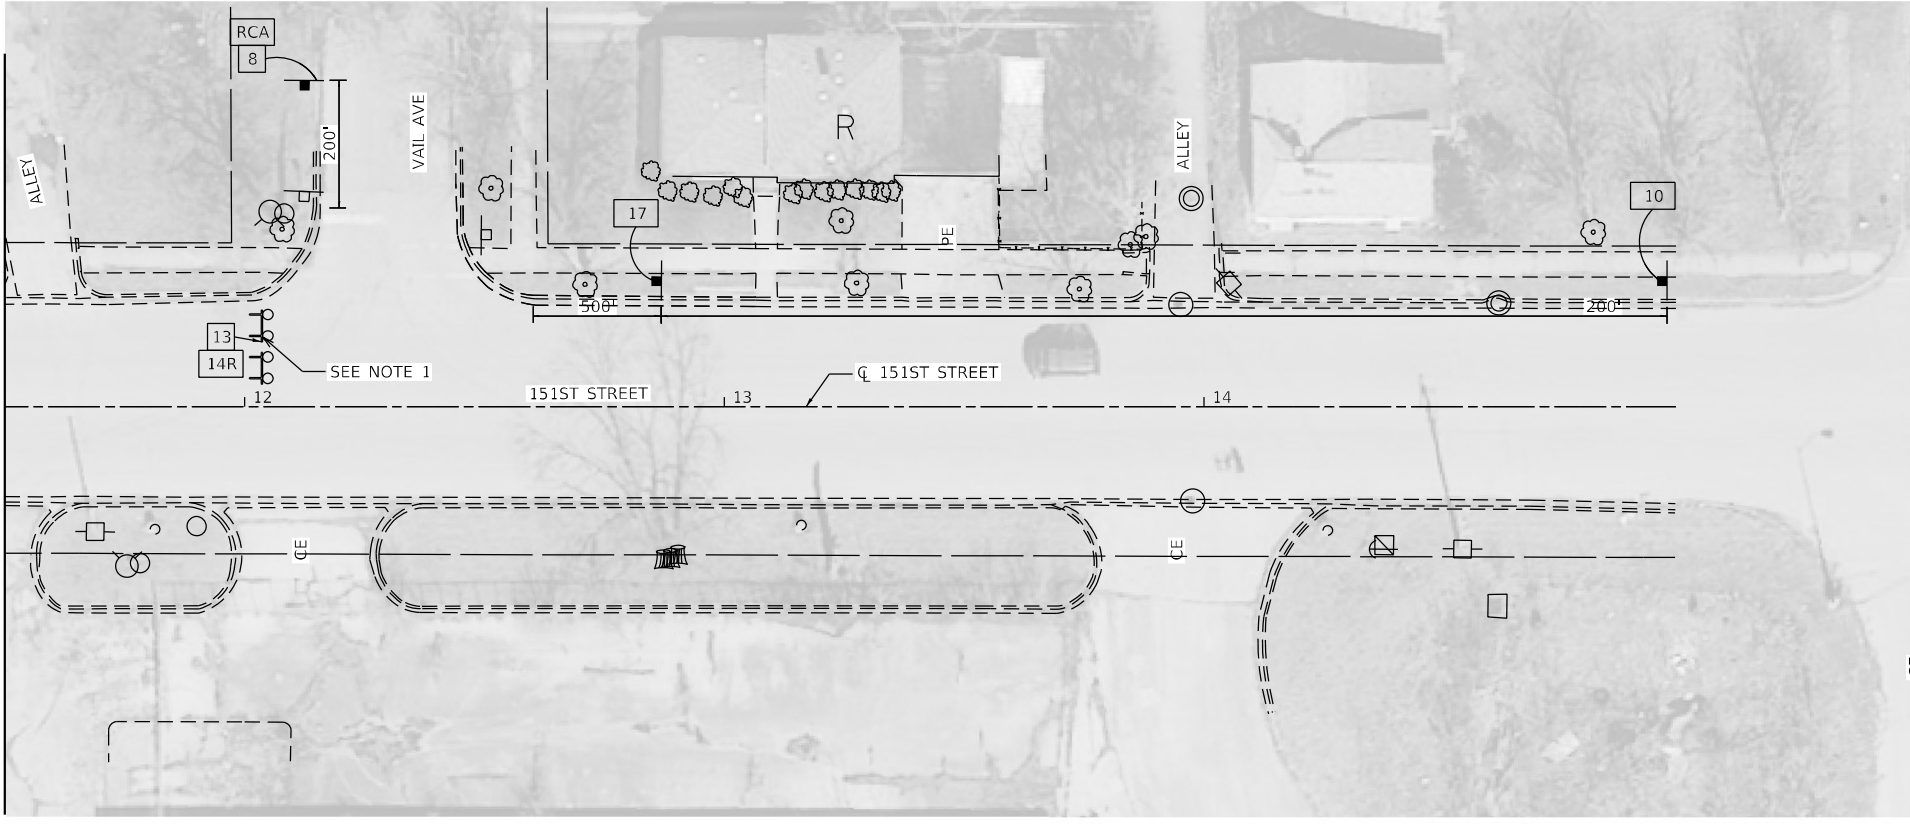 RCA
8
200'
VAIL AVE
ALLEY
R
ALLEY
17
10
PE
500'
200'
13
14R
SEE NOTE 1
℄ 151ST STREET
151ST STREET
12
13
14
CE
CE